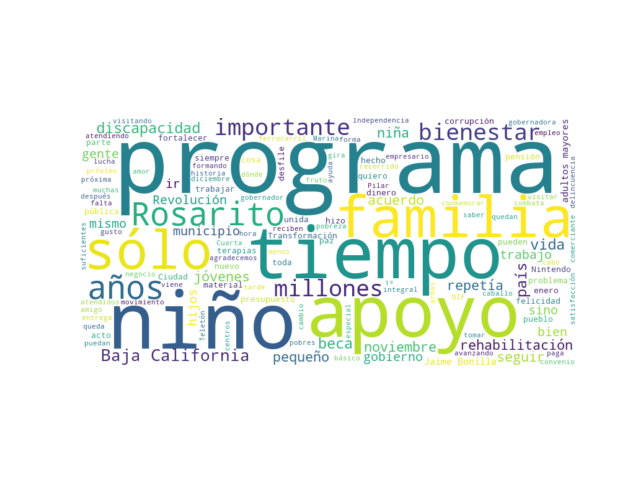 visitando
discapacidad
importante
Independencia
corrupción
gobernadora
atendiendo
fortalecer
ferrocarril
Marina
forma
niña
bienestar
empleo
parte
gente
lucha
siempre
cosa
desfile
gira
hecho
empresario
pensión
adultos mayores
delincuencia
próximo
amor
formando
recorrido
próxima
ir
historia
dónde
ayuda
quiero
Pilar
programa
muchas
trabajar
diciembre
fruto
dinero
visitar
después
Revolución
gobernador
acuerdo
conmemorar
combate
falta
Rosarito
unida
hizo
familia
saber
quedan
pública
mismo
municipio
hora
reciben
pobreza
comerciante
suficientes
sólo
Cuarta
Transformación
paz
tiempo
pueden
vida
terapias
menos
agradecemos
toda
trabajo
gusto
jóvenes
nuevo
años
negocio
Ciudad
material
millones
1º
integral
repetía
país
Nintendo
cabo
problema
satisfacción
viene
tarde
DIF
caballo
enero
felicidad
atendidos
movimiento
hijos
presupuesto
amigo
entrega
niño
Teletón
cambio
especial
apoyo
sino
pueblo
queda
acto
centros
pobres
beca
noviembre
tomar
bien
puedan
rehabilitación
Baja California
pequeño
básico
gobierno
Jaime Bonilla
avanzando
seguir
paga
convenio